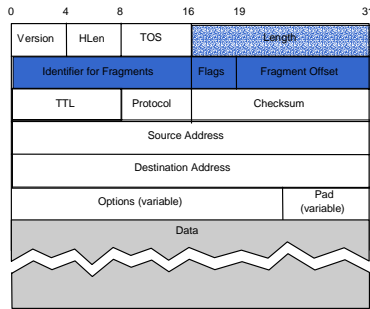 0 4 8 16 19 31
Version HLen TOS Length
Identifier for Fragments Flags Fragment Offset
TTL Protocol Checksum
Source Address
Destination Address
Options (variable) Pad
(variable)
Data